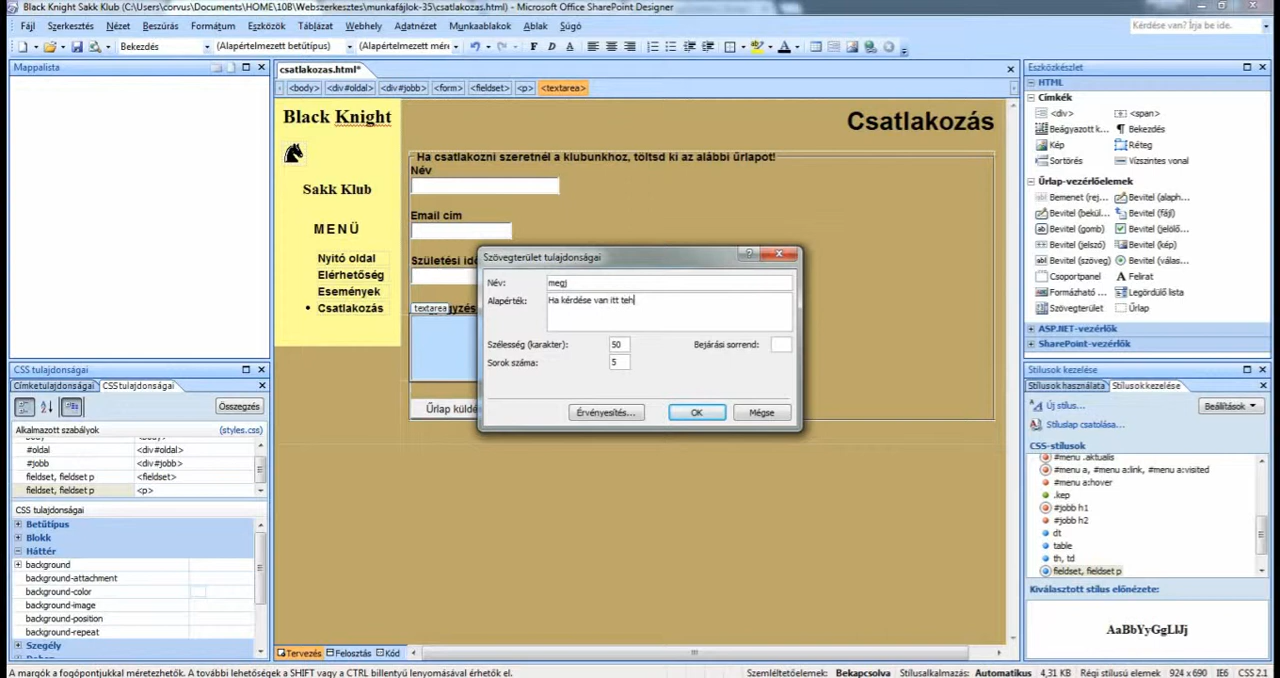 Black Knight Sakk Klub (C:\Users\corvus\Documents\HOME\10B\Webszerkesztes\munkafájlok-35\csatlakozas.html) - Microsoft Office SharePoint Designer
Fájl Szerkesztés Nézet Beszúrás Formátum Eszközök Táblázat Webhely Adatnézet Munkaablakok Ablak Súgó
Kérdése van? Írja be ide.
Bekezdés (Alapértelmezett betűtípus) (Alapértelmezett mére F D A
Mappalista
csatlakozas.html*
<body> <div#oldal> <div#jobb> <form> <fieldset> <p> <textarea>
Black Knight
Sakk Klub
MENÜ
Nyitó oldal
Elérhetőség
Események
Csatlakozás
Csatlakozás
Ha csatlakozni szeretnél a klubunkhoz, töltsd ki az alábbi űrlapot!
Név
Email cím
Születési idő
textarea
Űrlap küldé
Szövegterület tulajdonságai
Név: megj
Alapérték: Ha kérdése van itt teh
Szélesség (karakter): 50 Bejárási sorrend:
Sorok száma: 5
Érvényesítés... OK Mégse
Eszközkészlet
HTML
Címkék
<div> <span>
Beágyazott k... Bekezdés
Kép Réteg
Sortörés Vízszintes vonal
Űrlap-vezérlőelemek
Bemenet (rej... Bevitel (alaph...
Bevitel (bekül... Bevitel (fájl)
Bevitel (gomb) Bevitel (jelölő...
Bevitel (jelszó) Bevitel (kép)
Bevitel (szöveg) Bevitel (válas...
Csoportpanel Felirat
Szövegterület Legördülő lista
Űrlap
ASP.NET-vezérlők
SharePoint-vezérlők
CSS tulajdonságai
Címketulajdonságai CSS tulajdonságai
Összegzés
Alkalmazott szabályok (styles.css)
body <body>
#oldal <div#oldal>
#jobb <div#jobb>
fieldset, fieldset p <fieldset>
fieldset, fieldset p <p>
CSS tulajdonságai
Betűtípus
Blokk
Háttér
background
background-attachment
background-color
background-image
background-position
background-repeat
Szegély
Stílusok kezelése
Stílusok használata Stílusok kezelése
Új stílus... Beállítások
Stíluslap csatolása...
CSS-stílusok
#menu .aktualis
#menu a, #menu a:link, #menu a:visited
#menu a:hover
.kep
#jobb h1
#jobb h2
dt
table
th, td
fieldset, fieldset p
Kiválasztott stílus előnézete:
AaBbYyGgLlJj
Tervezés Felosztás Kód
A margók a fogópontjukkal méretezhetők. A további lehetőségek a SHIFT vagy a CTRL billentyű lenyomásával érhetők el.
Szemléltetőelemek: Bekapcsolva Stílusalkalmazás: Automatikus 4,31 KB Régi stílusú elemek 924 x 690 IE6 CSS 2.1